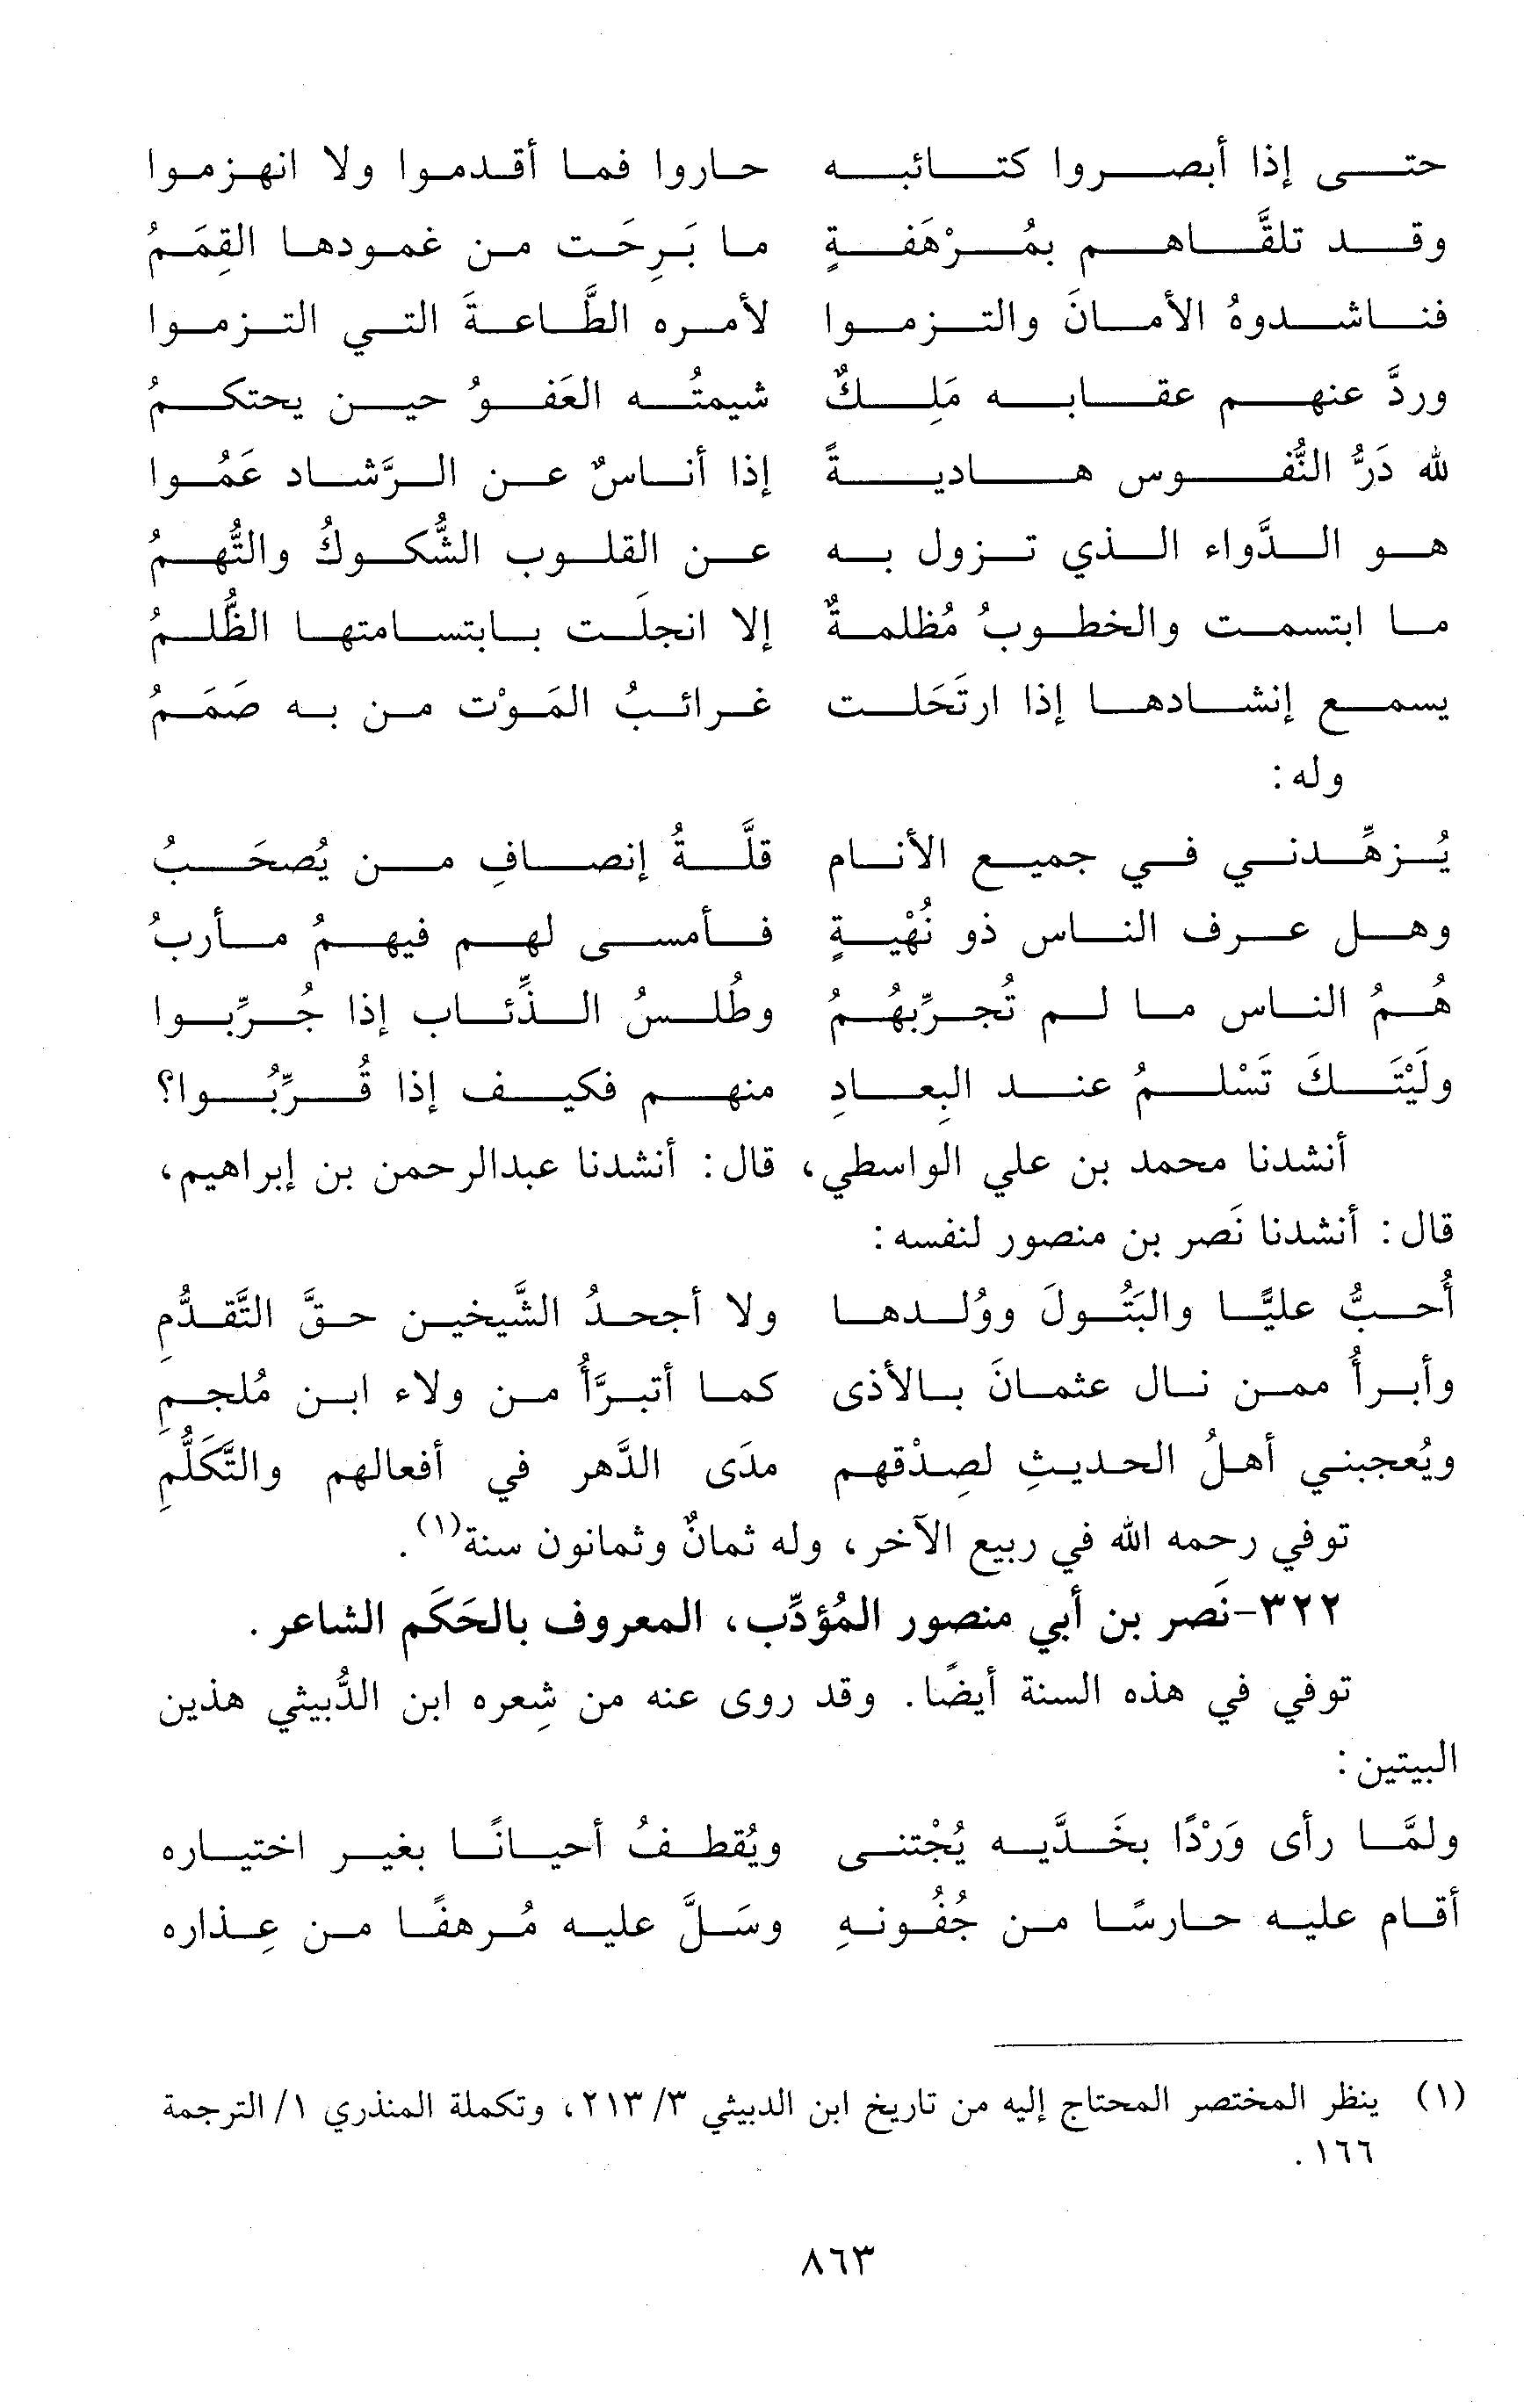 حتى إذا أبصروا كتائبه حاروا فما أقدموا ولا انهزموا
وقد تلقَّاهم بمُرْهَفةٍ ما بَرِحَت من غمودها القِمَمُ
فناشدوهُ الأمانَ والتزموا لأمره الطَّاعةَ التي التزموا
وردَّ عنهم عقابه مَلِكٌ شيمتُه العَفوُ حين يحتكمُ
لله دَرُّ النُّفوس هاديةً إذا أناسٌ عن الرَّشاد عَمُوا
هو الدَّواء الذي تزول به عن القلوب الشُّكوكُ والتُّهمُ
ما ابتسمت والخطوبُ مُظلمةٌ إلا انجلَت بابتسامتها الظُّلمُ
يسمع إنشادها إذا ارتَحَلت غرائبُ المَوْت من به صَمَمُ
وله:
يُزهِّدني في جميع الأنام قلَّةُ إنصافِ من يُصحَبُ
وهل عرف الناس ذو نُهْيةٍ فأمسى لهم فيهمُ مأربُ
هُمُ الناس ما لم تُجرِّبهُمُ وطُلسُ الذِّئاب إذا جُرِّبوا
ولَيْتَكَ تَسْلمُ عند البِعادِ منهم فكيف إذا قُرِّبُوا؟
أنشدنا محمد بن علي الواسطي، قال: أنشدنا عبدالرحمن بن إبراهيم،
قال: أنشدنا نَصر بن منصور لنفسه:
أُحبُّ عليًّا والبَتُولَ ووُلدها ولا أجحدُ الشَّيخين حقَّ التَّقدُّمِ
وأبرأُ ممن نال عثمانَ بالأذى كما أتبرَّأُ من ولاء ابن مُلجمِ
ويُعجبني أهلُ الحديثِ لصِدْقهم مدَى الدَّهر في أفعالهم والتَّكَلُّمِ
توفي رحمه الله في ربيع الآخر، وله ثمانٌ وثمانون سنة(١).
٣٢٢-نَصر بن أبي منصور المُؤدِّب، المعروف بالحَكَم الشاعر.
توفي في هذه السنة أيضًا. وقد روى عنه من شِعره ابن الدُّبيثي هذين
البيتين:
ولمَّا رأى وَرْدًا بخَدَّيه يُجْتنى ويُقطفُ أحيانًا بغير اختياره
أقام عليه حارسًا من جُفُونهِ وسَلَّ عليه مُرهفًا من عِذاره
(١) ينظر المختصر المحتاج إليه من تاريخ ابن الدبيثي ٣/ ٢١٣، وتكملة المنذري ١/ الترجمة
١٦٦.
٨٦٣